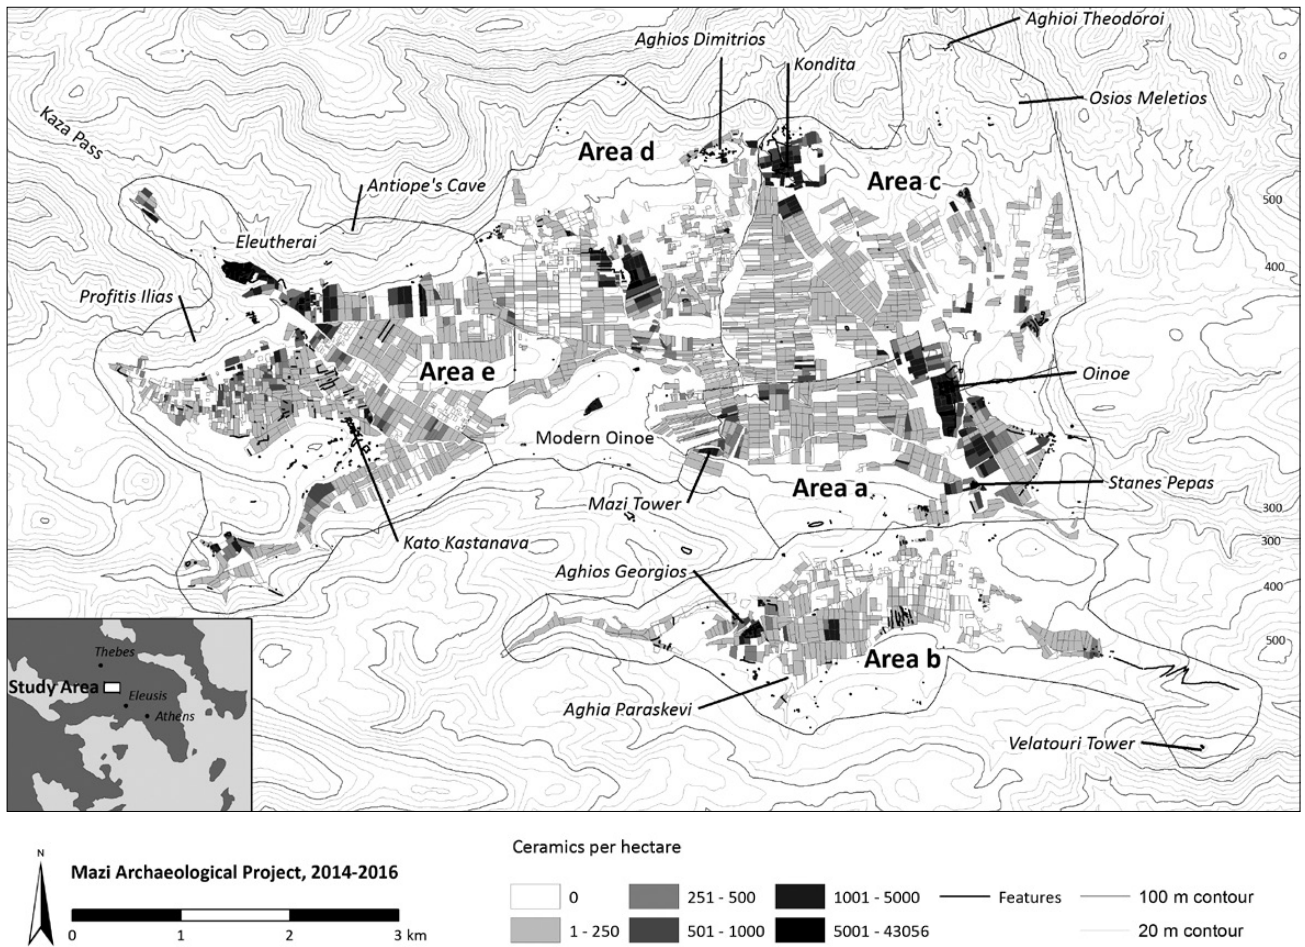 Aghioi Theodoroi
Aghios Dimitrios
Kondita
Osios Meletios
Kaza Pass
Area d
Area c
Antiope's Cave
500
Eleutherai
400
Profitis Ilias
Area e
Oinoe
Modern Oinoe
Area a
Stanes Pepas
Mazi Tower
300
Kato Kastanava
300
Aghios Georgios
400
500
Area b
Aghia Paraskevi
Velatouri Tower
Thebes
Study Area
Eleusis
Athens
Ceramics per hectare
N
Mazi Archaeological Project, 2014-2016
0 1 2 3 km
0 251 - 500 1001 - 5000 Features 100 m contour
1 - 250 501 - 1000 5001 - 43056 20 m contour